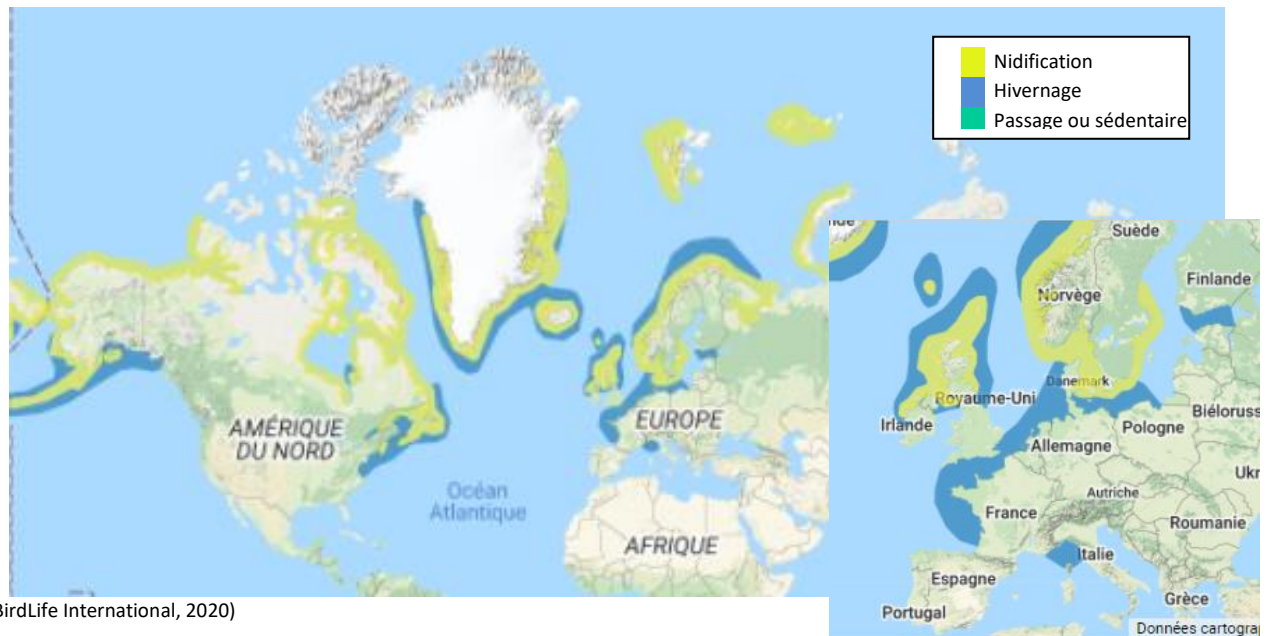 Nidification
Hivernage
Passage ou sédentaire
Suède
Finlande
Norvège
Danemark
Royaume-Uni
Irlande
Biélorus
Pologne
Allemagne
Ukr
Autriche
France
Roumanie
Italie
Espagne
Grèce
Portugal
Données cartogra
AMÉRIQUE
DU NORD
EUROPE
Océan
Atlantique
AFRIQUE
BirdLife International, 2020)